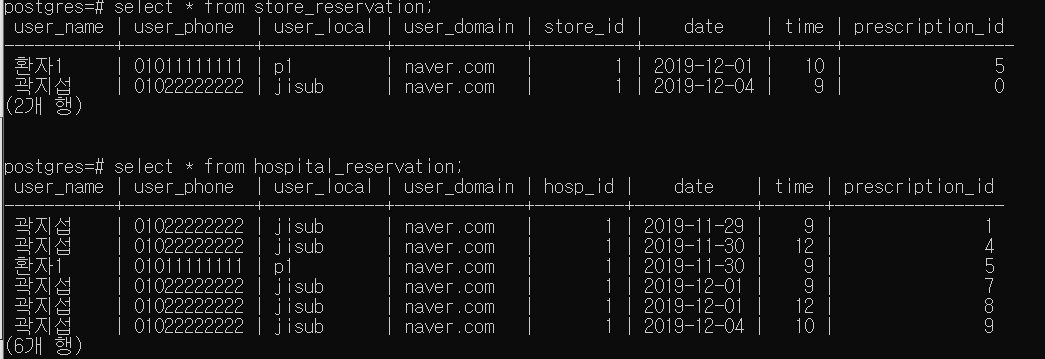 postgres=# select * from store_reservation;
 user_name | user_phone  | user_local | user_domain | store_id |    date    | time | prescription_id
-----------+-------------+------------+-------------+----------+------------+------+-----------------
 환자1     | 01011111111 | p1         | naver.com   |        1 | 2019-12-01 |   10 |               5
 곽지섭    | 01022222222 | jisub      | naver.com   |        1 | 2019-12-04 |    9 |               0
(2개 행)
postgres=# select * from hospital_reservation;
 user_name | user_phone  | user_local | user_domain | hosp_id |    date    | time | prescription_id
-----------+-------------+------------+-------------+---------+------------+------+-----------------
 곽지섭    | 01022222222 | jisub      | naver.com   |       1 | 2019-11-29 |    9 |               1
 곽지섭    | 01022222222 | jisub      | naver.com   |       1 | 2019-11-30 |   12 |               4
 환자1     | 01011111111 | p1         | naver.com   |       1 | 2019-11-30 |    9 |               5
 곽지섭    | 01022222222 | jisub      | naver.com   |       1 | 2019-12-01 |    9 |               7
 곽지섭    | 01022222222 | jisub      | naver.com   |       1 | 2019-12-01 |   12 |               8
 곽지섭    | 01022222222 | jisub      | naver.com   |       1 | 2019-12-04 |   10 |               9
(6개 행)